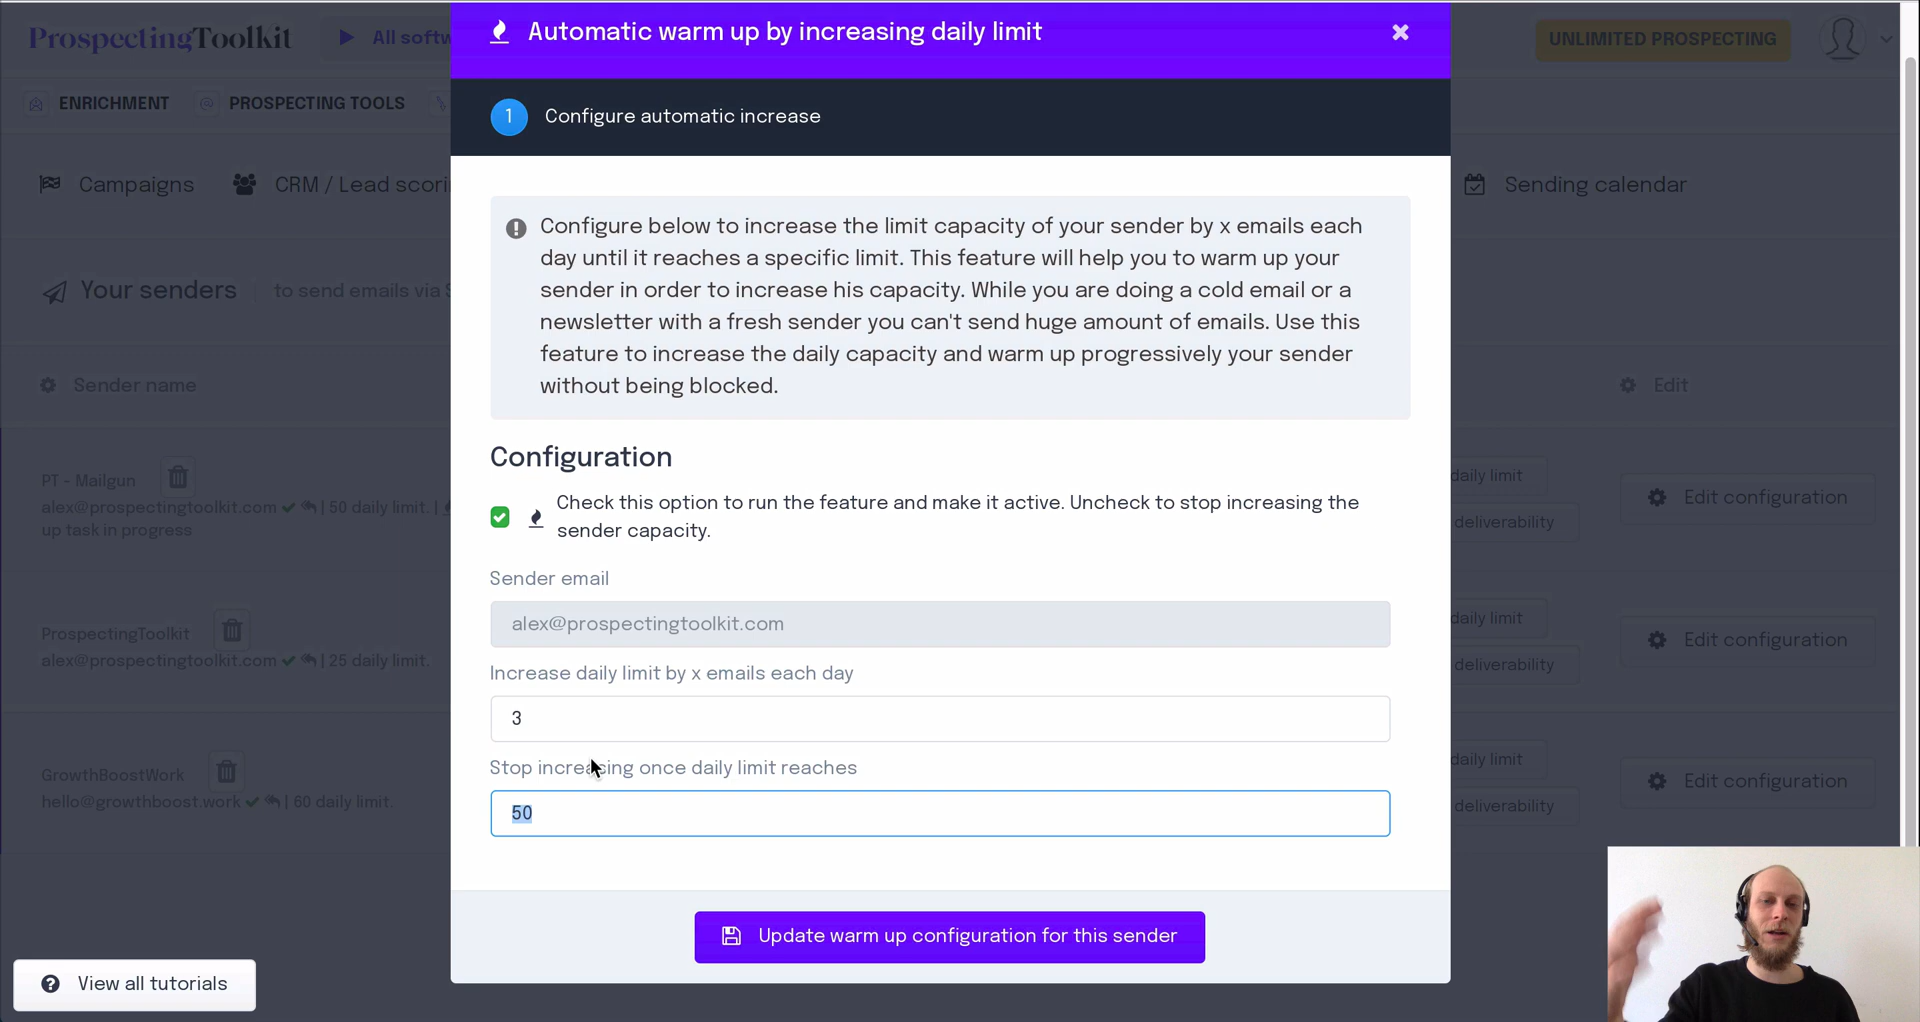 ProspectingToolkit
All softw
Automatic warm up by increasing daily limit
UNLIMITED PROSPECTING
ENRICHMENT
PROSPECTING TOOLS
1 Configure automatic increase
Campaigns
CRM / Lead scori
Sending calendar
Configure below to increase the limit capacity of your sender by x emails each
day until it reaches a specific limit. This feature will help you to warm up your
sender in order to increase his capacity. While you are doing a cold email or a
newsletter with a fresh sender you can't send huge amount of emails. Use this
feature to increase the daily capacity and warm up progressively your sender
without being blocked.
Your senders
to send emails via S
Sender name
Edit
Configuration
Check this option to run the feature and make it active. Uncheck to stop increasing the
sender capacity.
PT - Mailgun
alex@prospectingtoolkit.com | 50 daily limit. |
up task in progress
daily limit
deliverability
Edit configuration
Sender email
alex@prospectingtoolkit.com
Increase daily limit by x emails each day
3
ProspectingToolkit
alex@prospectingtoolkit.com | 25 daily limit.
daily limit
deliverability
Edit configuration
Stop increasing once daily limit reaches
50
GrowthBoostWork
hello@growthboost.work | 60 daily limit.
daily limit
deliverability
Edit configuration
Update warm up configuration for this sender
View all tutorials